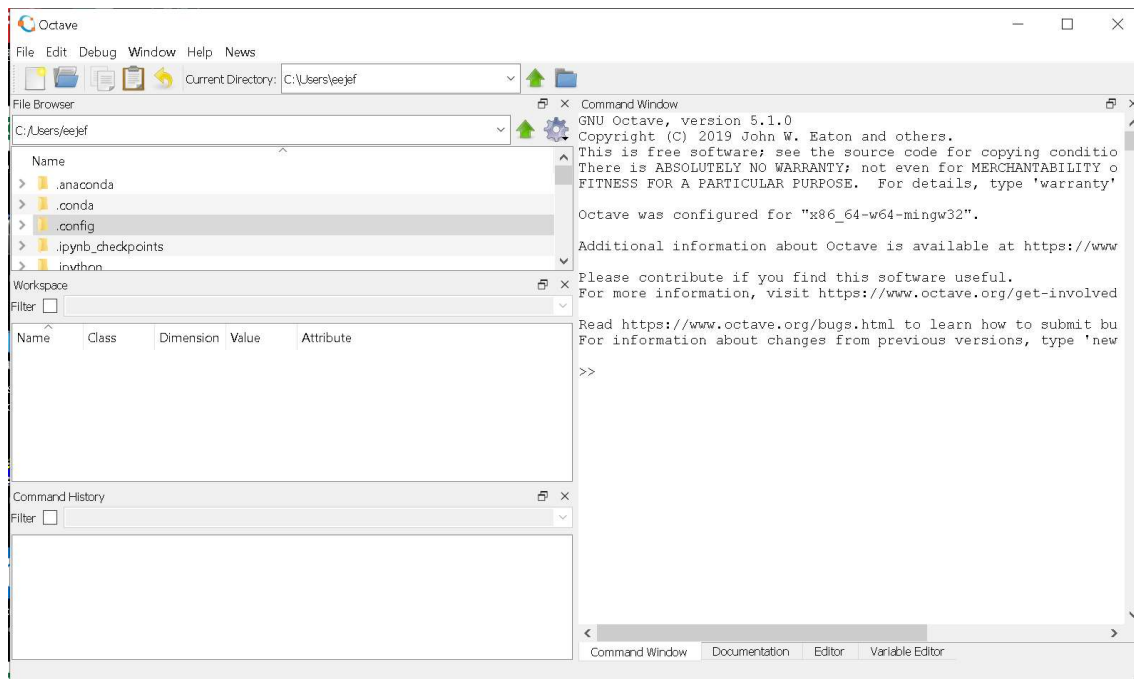 Octave
File Edit Debug Window Help News
Current Directory: C:\Users\eejef
File Browser
C:/Users/eejef
Name
.anaconda
.conda
.config
.ipynb_checkpoints
.ipython
Workspace
Filter
Name Class Dimension Value Attribute
Command History
Filter
Command Window
GNU Octave, version 5.1.0
Copyright (C) 2019 John W. Eaton and others.
This is free software; see the source code for copying conditio
There is ABSOLUTELY NO WARRANTY; not even for MERCHANTABILITY o
FITNESS FOR A PARTICULAR PURPOSE.  For details, type 'warranty'
Octave was configured for "x86_64-w64-mingw32".
Additional information about Octave is available at https://www
Please contribute if you find this software useful.
For more information, visit https://www.octave.org/get-involved
Read https://www.octave.org/bugs.html to learn how to submit bu
For information about changes from previous versions, type 'new
>>
Command Window Documentation Editor Variable Editor